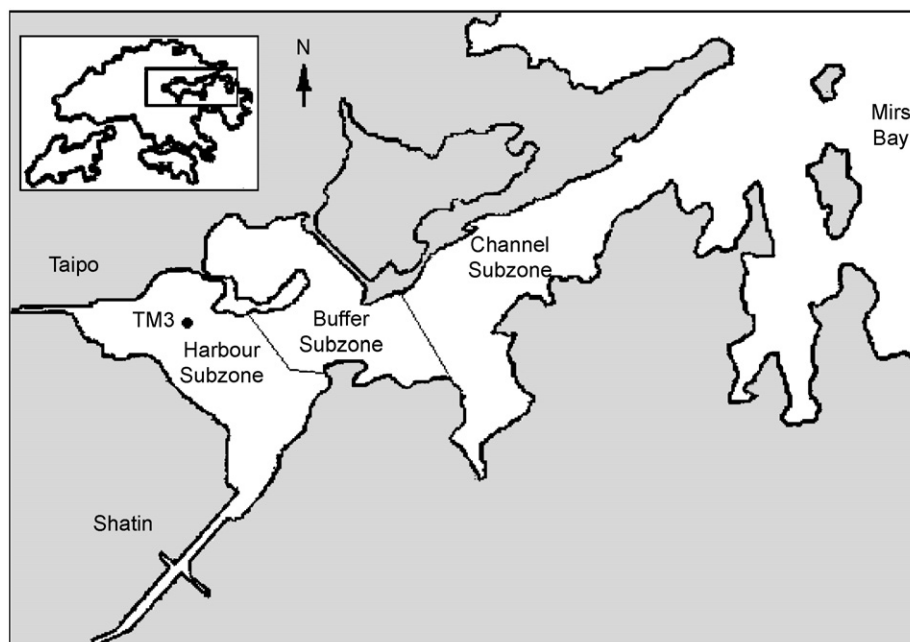 N
Mirs
Bay
Channel
Subzone
Taipo
TM3
Buffer
Subzone
Harbour
Subzone
Shatin